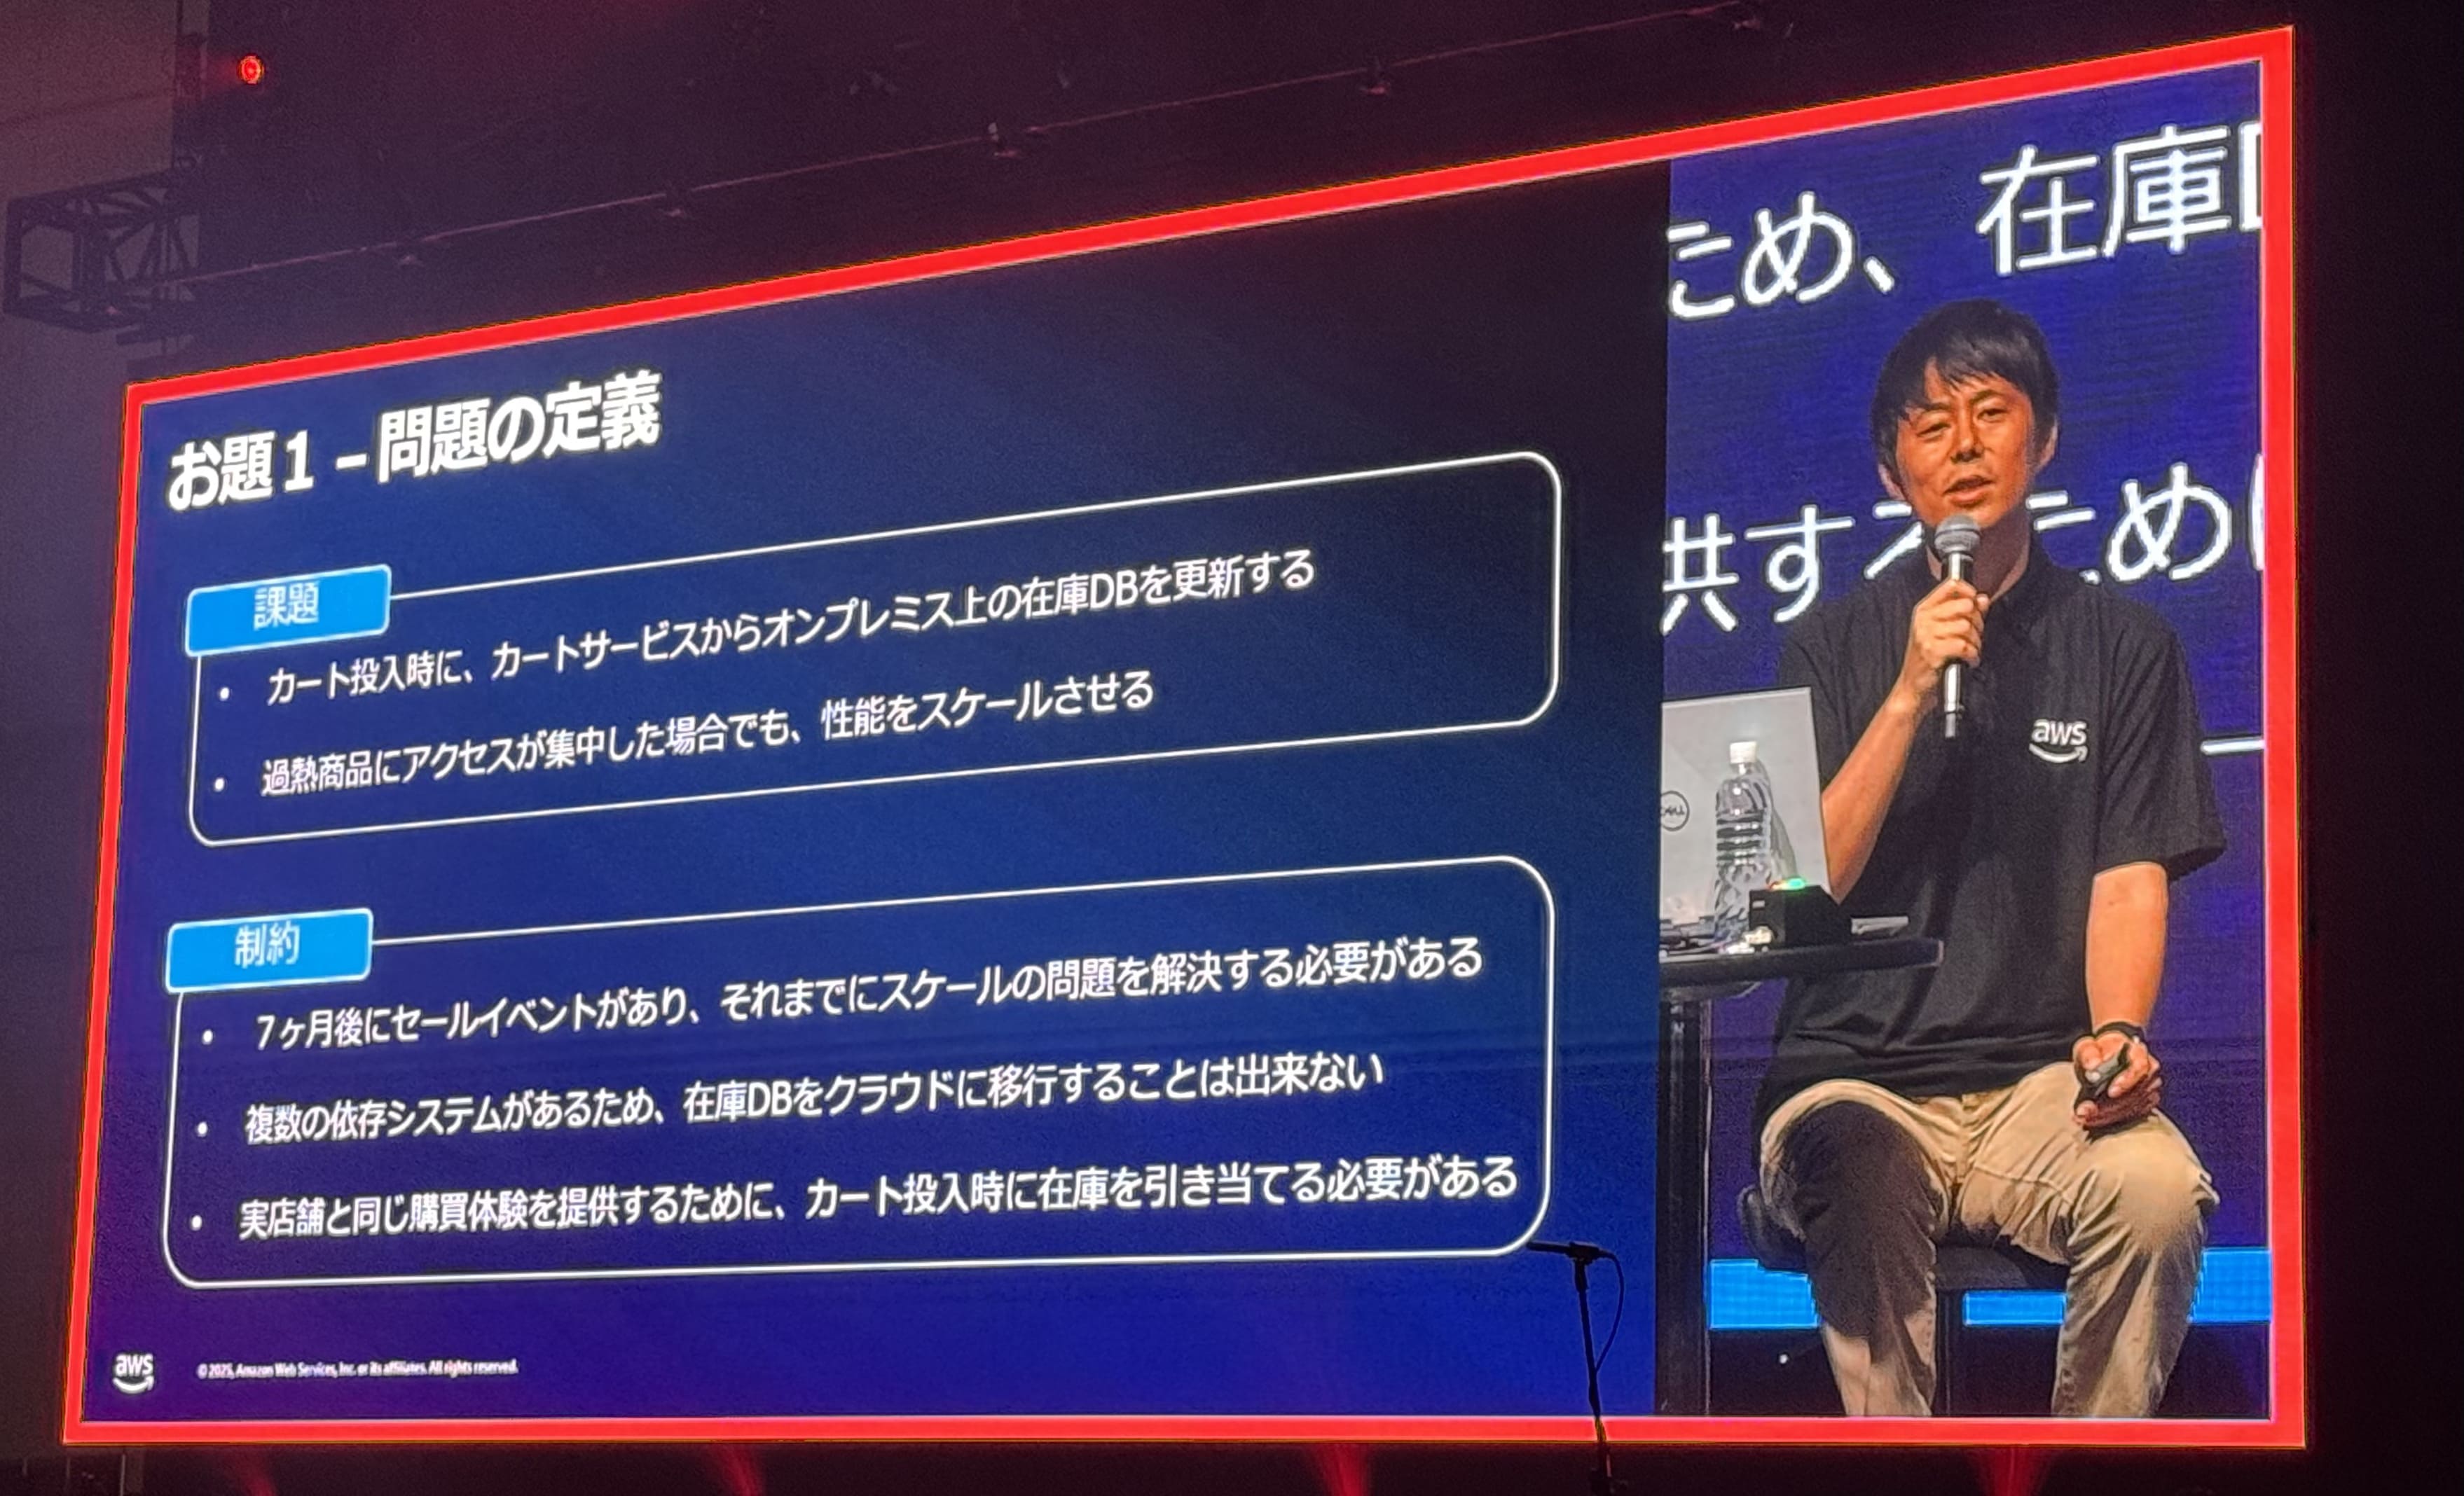 お題１－問題の定義
課題
• カート投入時に、カートサービスからオンプレミス上の在庫DBを更新する
• 過熱商品にアクセスが集中した場合でも、性能をスケールさせる
制約
• 7ヶ月後にセールイベントがあり、それまでにスケールの問題を解決する必要がある
• 複数の依存システムがあるため、在庫DBをクラウドに移行することは出来ない
• 実店舗と同じ購買体験を提供するために、カート投入時に在庫を引き当てる必要がある
aws
© 2025, Amazon Web Services, Inc. or its affiliates. All rights reserved.
ため、在庫D
供するために
aws
DELL